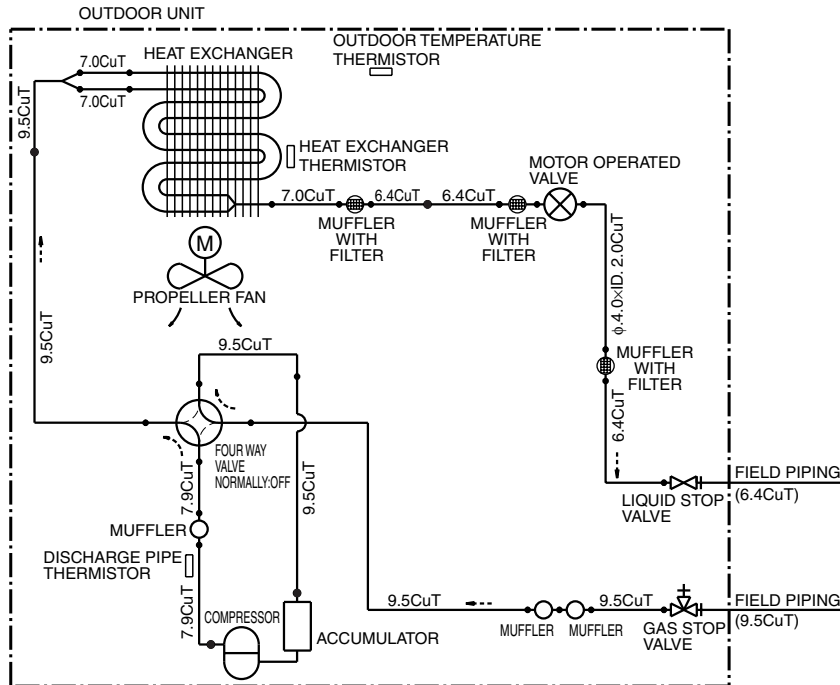 OUTDOOR UNIT
HEAT EXCHANGER
OUTDOOR TEMPERATURE
THERMISTOR
7.0CuT
7.0CuT
9.5CuT
HEAT EXCHANGER
THERMISTOR
MOTOR OPERATED
VALVE
7.0CuT
6.4CuT
6.4CuT
MUFFLER
WITH
FILTER
MUFFLER
WITH
FILTER
M
PROPELLER FAN
ϕ4.0×ID. 2.0CuT
9.5CuT
9.5CuT
MUFFLER
WITH
FILTER
6.4CuT
FOUR WAY
VALVE
NORMALLY:OFF
7.9CuT
9.5CuT
FIELD PIPING
(6.4CuT)
LIQUID STOP
VALVE
MUFFLER
DISCHARGE PIPE
THERMISTOR
7.9CuT
COMPRESSOR
ACCUMULATOR
9.5CuT
MUFFLER
MUFFLER
9.5CuT
GAS STOP
VALVE
FIELD PIPING
(9.5CuT)